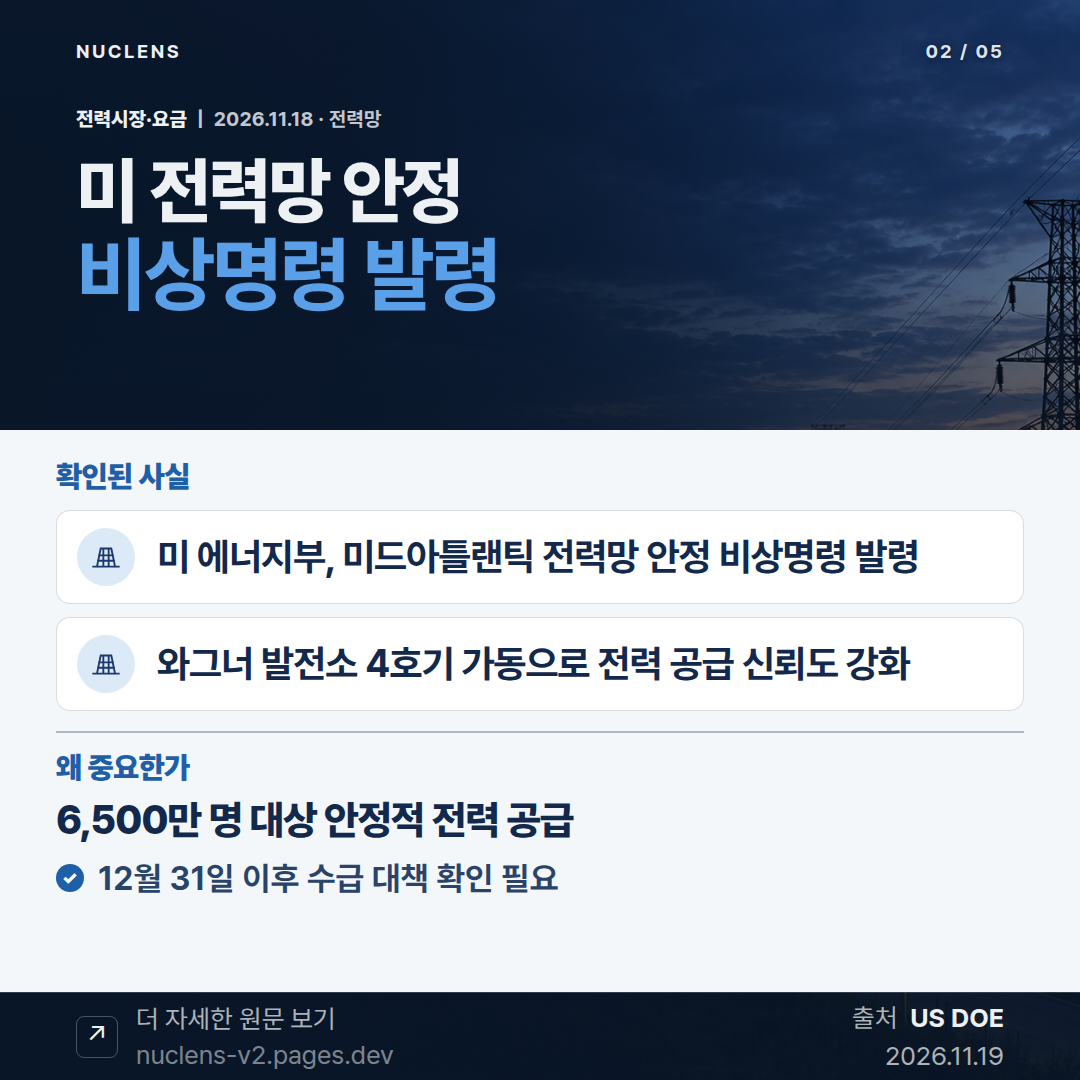 NUCLENS
02 / 05
전력시장·요금 | 2026.11.18 · 전력망
미 전력망 안정
비상명령 발령
확인된 사실
미 에너지부, 미드아틀랜틱 전력망 안정 비상명령 발령
와그너 발전소 4호기 가동으로 전력 공급 신뢰도 강화
왜 중요한가
6,500만 명 대상 안정적 전력 공급
12월 31일 이후 수급 대책 확인 필요
더 자세한 원문 보기
nuclens-v2.pages.dev
출처 US DOE
2026.11.19